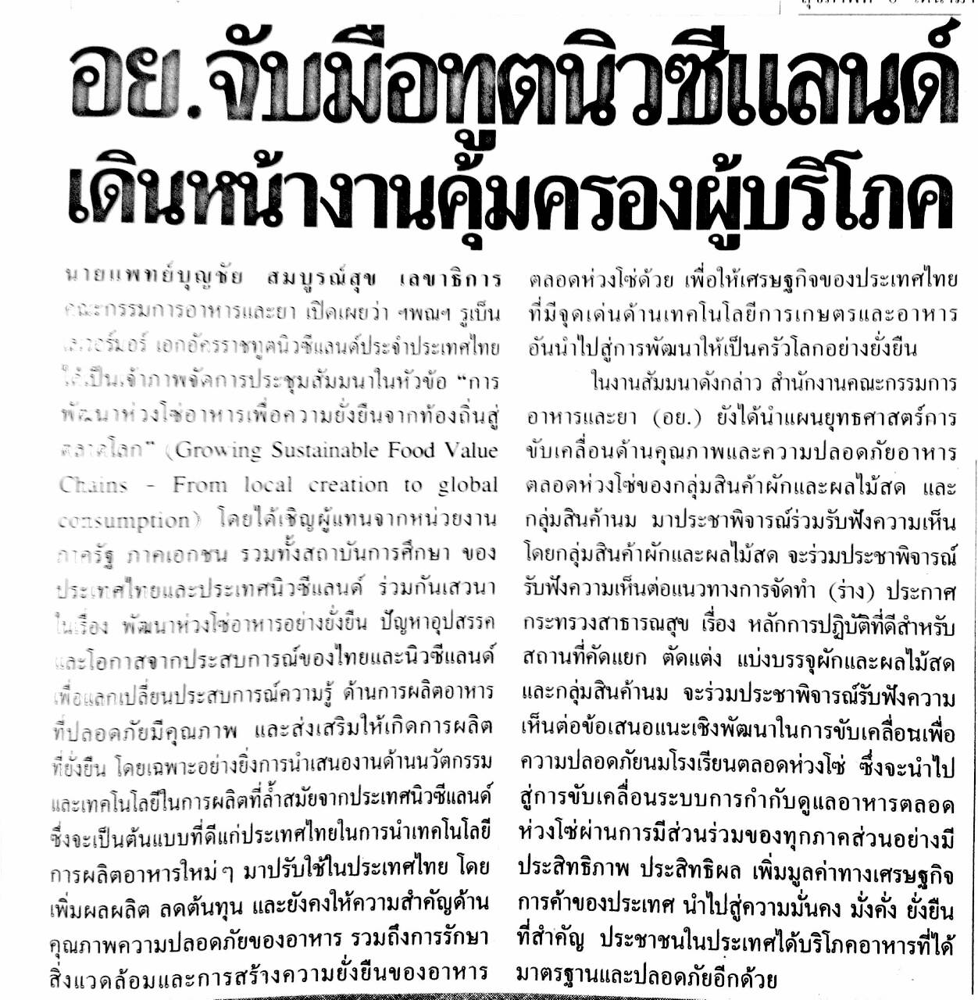 อย.จับมือทูตนิวซีแลนด์
เดินหน้างานคุ้มครองผู้บริโภค
นายแพทย์บุญชัย สมบูรณ์สุข เลขาธิการ
คณะกรรมการอาหารและยา เปิดเผยว่า ฯพณฯ รูเบ็น
เลเวอร์มอร์ เอกอัครราชทูตนิวซีแลนด์ประจำประเทศไทย
ได้เป็นเจ้าภาพจัดการประชุมสัมมนาในหัวข้อ “การ
พัฒนาห่วงโซ่อาหารเพื่อความยั่งยืนจากท้องถิ่นสู่
ตลาดโลก” (Growing Sustainable Food Value
Chains - From local creation to global
consumption) โดยได้เชิญผู้แทนจากหน่วยงาน
ภาครัฐ ภาคเอกชน รวมทั้งสถาบันการศึกษา ของ
ประเทศไทยและประเทศนิวซีแลนด์ ร่วมกันเสวนา
ในเรื่อง พัฒนาห่วงโซ่อาหารอย่างยั่งยืน ปัญหาอุปสรรค
และโอกาสจากประสบการณ์ของไทยและนิวซีแลนด์
เพื่อแลกเปลี่ยนประสบการณ์ความรู้ ด้านการผลิตอาหาร
ที่ปลอดภัยมีคุณภาพ และส่งเสริมให้เกิดการผลิต
ที่ยั่งยืน โดยเฉพาะอย่างยิ่งการนำเสนองานด้านนวัตกรรม
และเทคโนโลยีในการผลิตที่ล้ำสมัยจากประเทศนิวซีแลนด์
ซึ่งจะเป็นต้นแบบที่ดีแก่ประเทศไทยในการนำเทคโนโลยี
การผลิตอาหารใหม่ๆ มาปรับใช้ในประเทศไทย โดย
เพิ่มผลผลิต ลดต้นทุน และยังคงให้ความสำคัญด้าน
คุณภาพความปลอดภัยของอาหาร รวมถึงการรักษา
สิ่งแวดล้อมและการสร้างความยั่งยืนของอาหาร
ตลอดห่วงโซ่ด้วย เพื่อให้เศรษฐกิจของประเทศไทย
ที่มีจุดเด่นด้านเทคโนโลยีการเกษตรและอาหาร
อันนำไปสู่การพัฒนาให้เป็นครัวโลกอย่างยั่งยืน
ในงานสัมมนาดังกล่าว สำนักงานคณะกรรมการ
อาหารและยา (อย.) ยังได้นำแผนยุทธศาสตร์การ
ขับเคลื่อนด้านคุณภาพและความปลอดภัยอาหาร
ตลอดห่วงโซ่ของกลุ่มสินค้าผักและผลไม้สด และ
กลุ่มสินค้านม มาประชาพิจารณ์ร่วมรับฟังความเห็น
โดยกลุ่มสินค้าผักและผลไม้สด จะร่วมประชาพิจารณ์
รับฟังความเห็นต่อแนวทางการจัดทำ (ร่าง) ประกาศ
กระทรวงสาธารณสุข เรื่อง หลักการปฏิบัติที่ดีสำหรับ
สถานที่คัดแยก ตัดแต่ง แบ่งบรรจุผักและผลไม้สด
และกลุ่มสินค้านม จะร่วมประชาพิจารณ์รับฟังความ
เห็นต่อข้อเสนอแนะเชิงพัฒนาในการขับเคลื่อนเพื่อ
ความปลอดภัยนมโรงเรียนตลอดห่วงโซ่ ซึ่งจะนำไป
สู่การขับเคลื่อนระบบการกำกับดูแลอาหารตลอด
ห่วงโซ่ผ่านการมีส่วนร่วมของทุกภาคส่วนอย่างมี
ประสิทธิภาพ ประสิทธิผล เพิ่มมูลค่าทางเศรษฐกิจ
การค้าของประเทศ นำไปสู่ความมั่นคง มั่งคั่ง ยั่งยืน
ที่สำคัญ ประชาชนในประเทศได้บริโภคอาหารที่ได้
มาตรฐานและปลอดภัยอีกด้วย